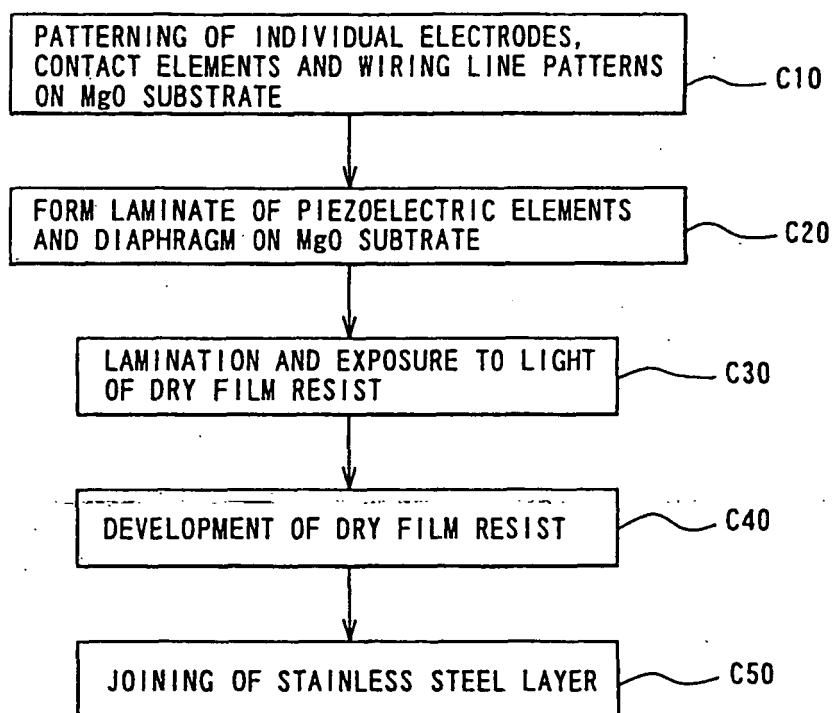 PATTERNING OF INDIVIDUAL ELECTRODES,
CONTACT ELEMENTS AND WIRING LINE PATTERNS
ON MgO SUBSTRATE
C10
FORM LAMINATE OF PIEZOELECTRIC ELEMENTS
AND DIAPHRAGM ON MgO SUBTRATE
C20
LAMINATION AND EXPOSURE TO LIGHT
OF DRY FILM RESIST
C30
DEVELOPMENT OF DRY FILM RESIST
C40
JOINING OF STAINLESS STEEL LAYER
C50